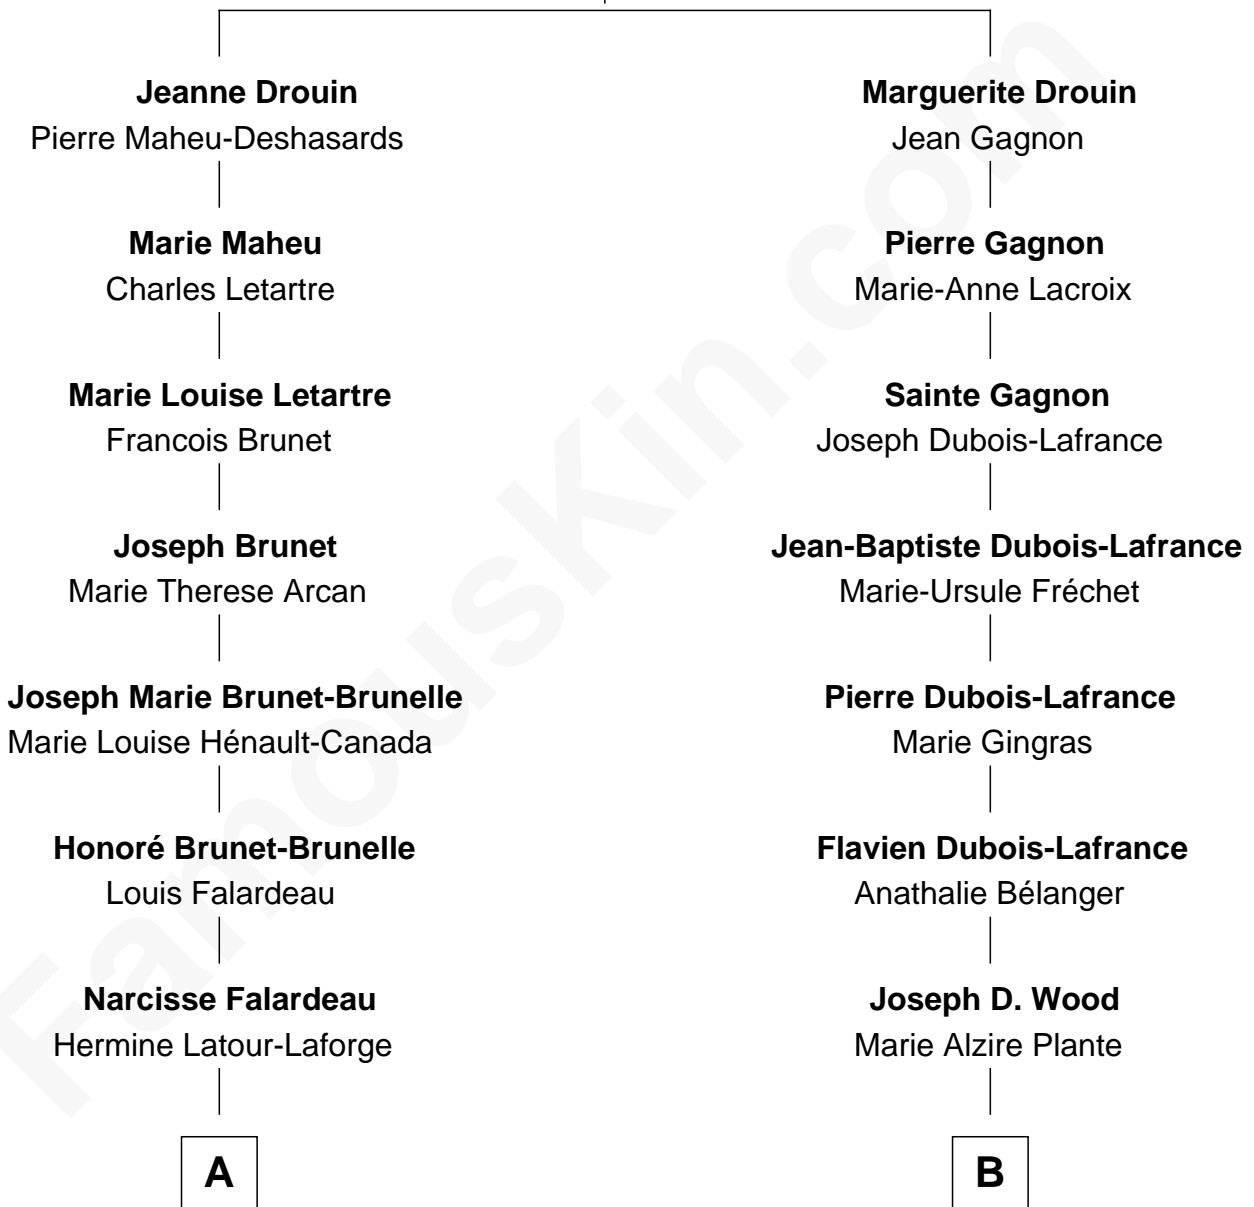 Jeanne Drouin
Pierre Maheu-Deshasards
Marie Maheu
Charles Letartre
Marie Louise Letartre
Francois Brunet
Joseph Brunet
Marie Therese Arcan
Joseph Marie Brunet-Brunelle
Marie Louise Hénault-Canada
Honoré Brunet-Brunelle
Louis Falardeau
Narcisse Falardeau
Hermine Latour-Laforge
A
Marguerite Drouin
Jean Gagnon
Pierre Gagnon
Marie-Anne Lacroix
Sainte Gagnon
Joseph Dubois-Lafrance
Jean-Baptiste Dubois-Lafrance
Marie-Ursule Fréchet
Pierre Dubois-Lafrance
Marie Gingras
Flavien Dubois-Lafrance
Anathalie Bélanger
Joseph D. Wood
Marie Alzire Plante
B
FamousKin.com